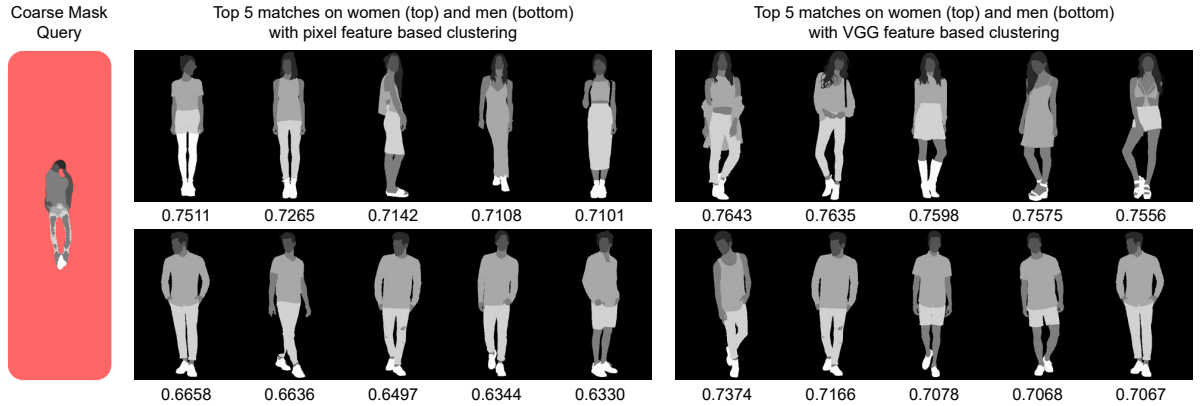 Coarse Mask
Query
Top 5 matches on women (top) and men (bottom)
with pixel feature based clustering
Top 5 matches on women (top) and men (bottom)
with VGG feature based clustering
0.7511 0.7265 0.7142 0.7108 0.7101
0.7643 0.7635 0.7598 0.7575 0.7556
0.6658 0.6636 0.6497 0.6344 0.6330
0.7374 0.7166 0.7078 0.7068 0.7067